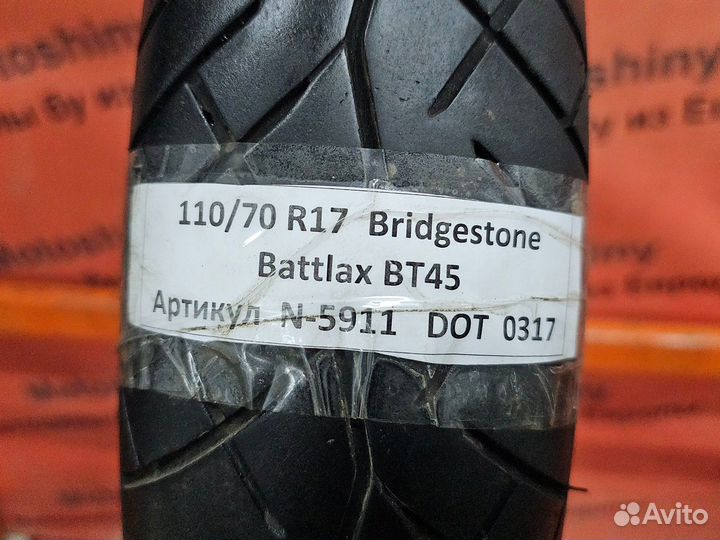 110/70 R17 Bridgestone
Battlax BT45
Артикул N-5911 DOT 0317
Avito